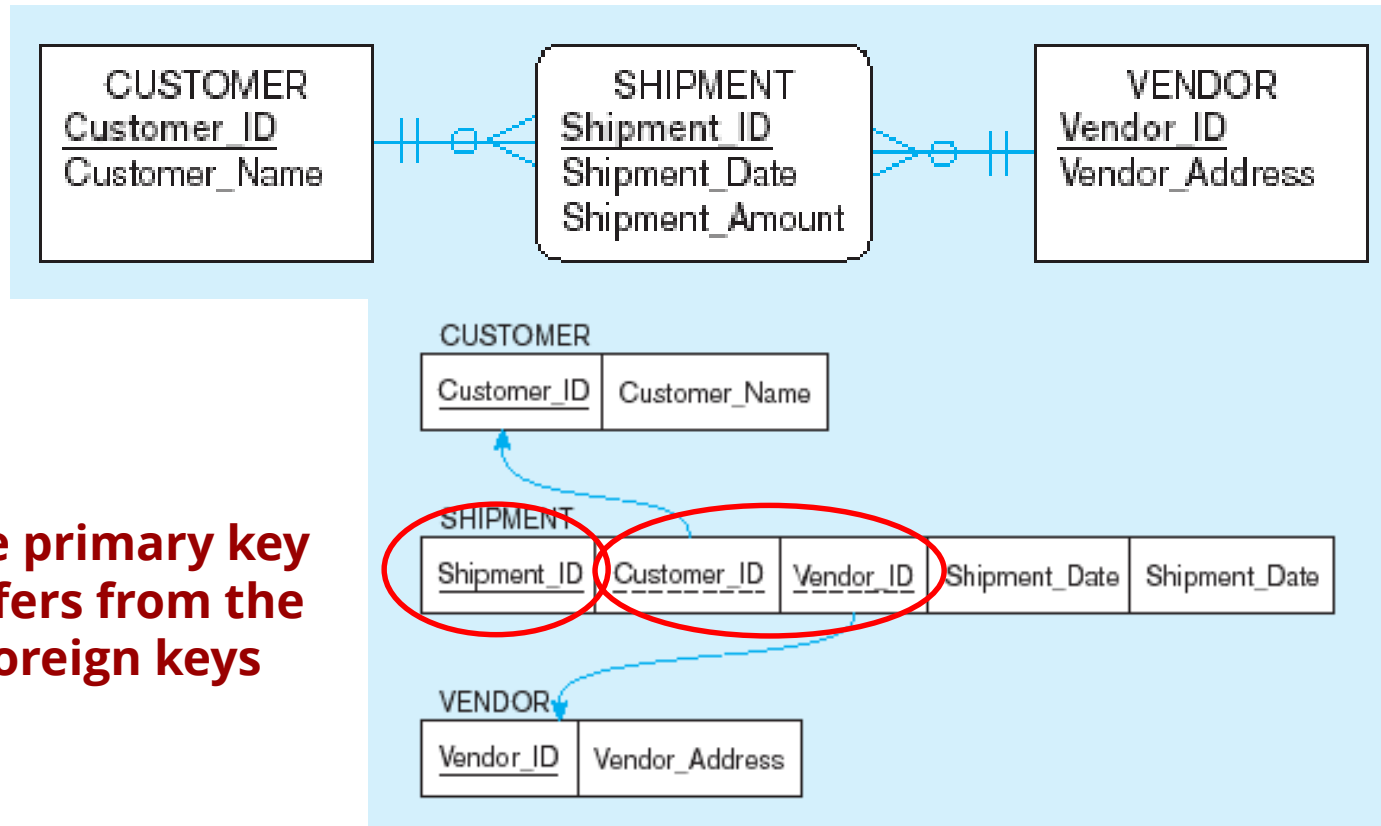 CUSTOMER
Customer_ID
Customer_Name
SHIPMENT
Shipment_ID
Shipment_Date
Shipment_Amount
VENDOR
Vendor_ID
Vendor_Address
CUSTOMER
Customer_ID Customer_Name
SHIPMENT
Shipment_ID Customer_ID Vendor_ID Shipment_Date Shipment_Date
VENDOR
Vendor_ID Vendor_Address
e primary key
fers from the
oreign keys